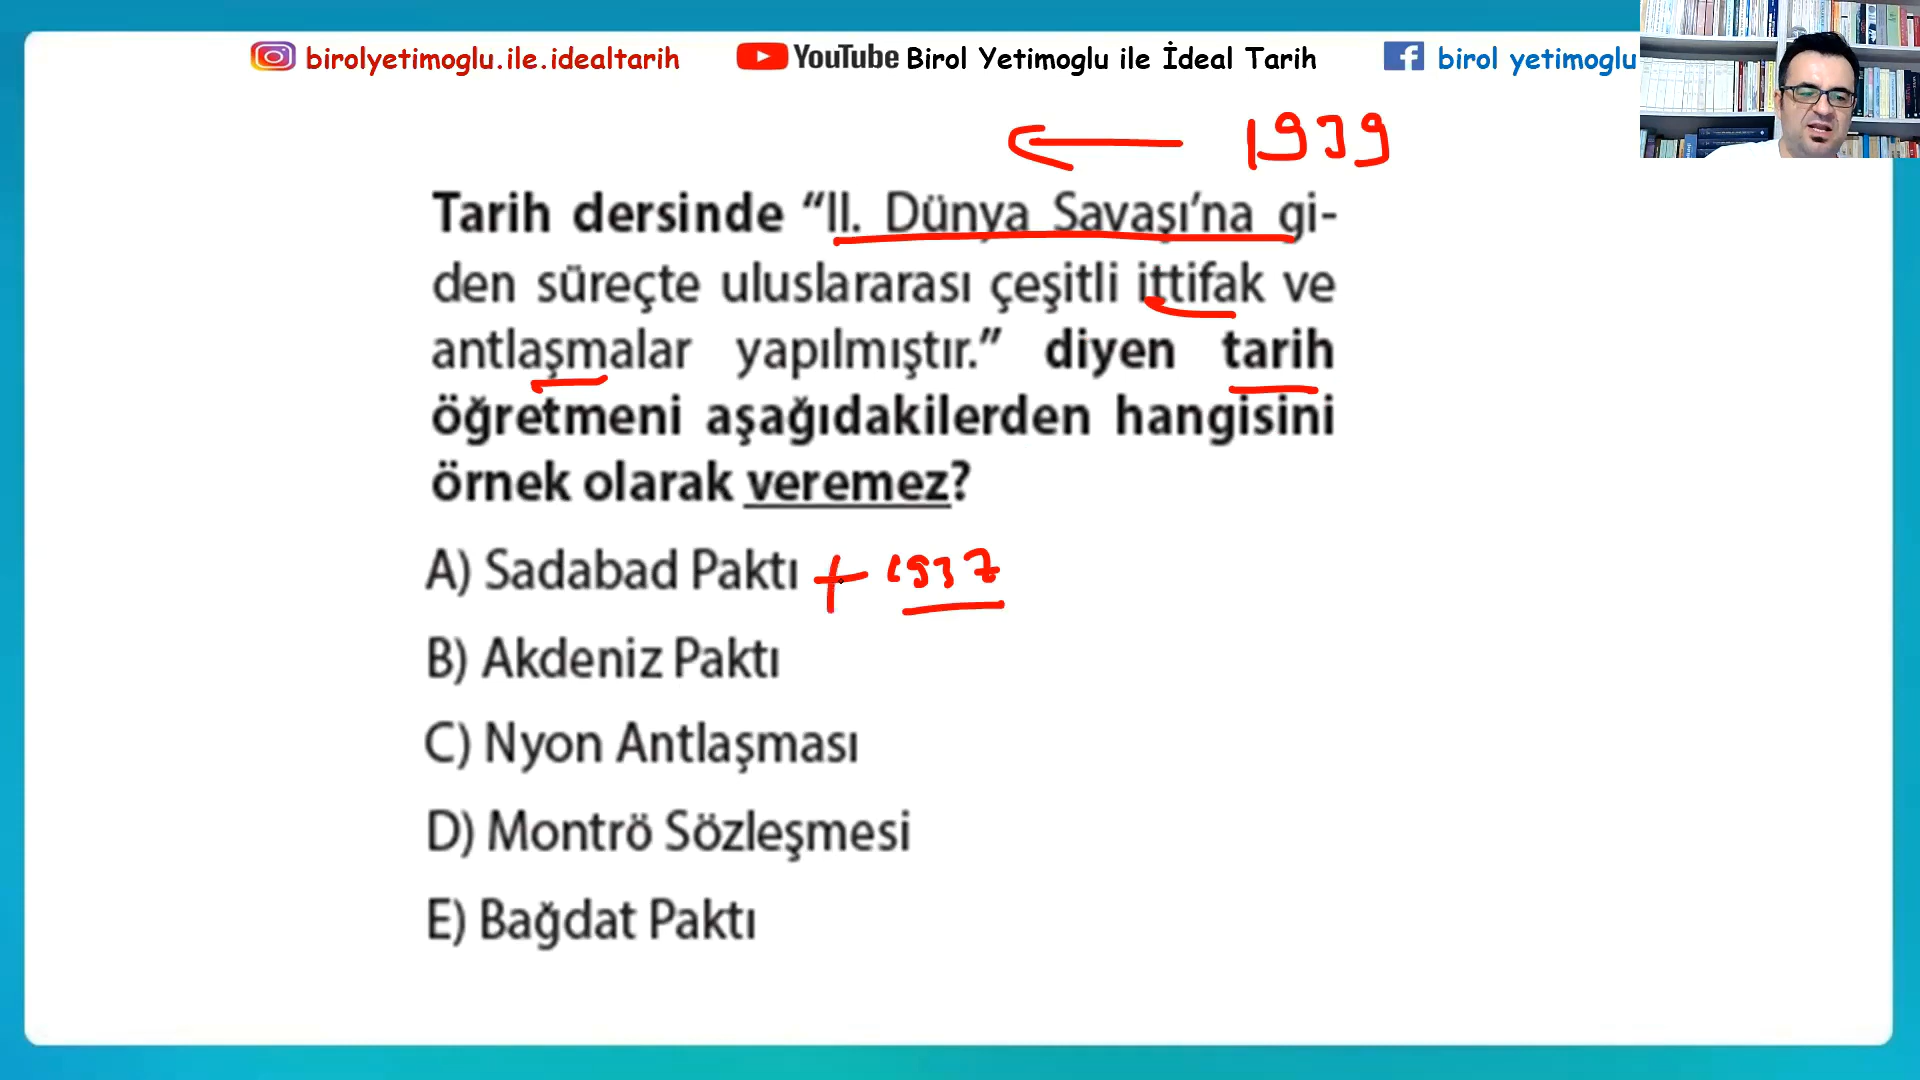 birolyetimoglu.ile.idealtarih YouTube Birol Yetimoglu ile İdeal Tarih birol yetimoglu
1939
Tarih dersinde “II. Dünya Savaşı’na gi-
den süreçte uluslararası çeşitli ittifak ve
antlaşmalar yapılmıştır.” diyen tarih
öğretmeni aşağıdakilerden hangisini
örnek olarak veremez?
A) Sadabad Paktı + 1937
B) Akdeniz Paktı
C) Nyon Antlaşması
D) Montrö Sözleşmesi
E) Bağdat Paktı